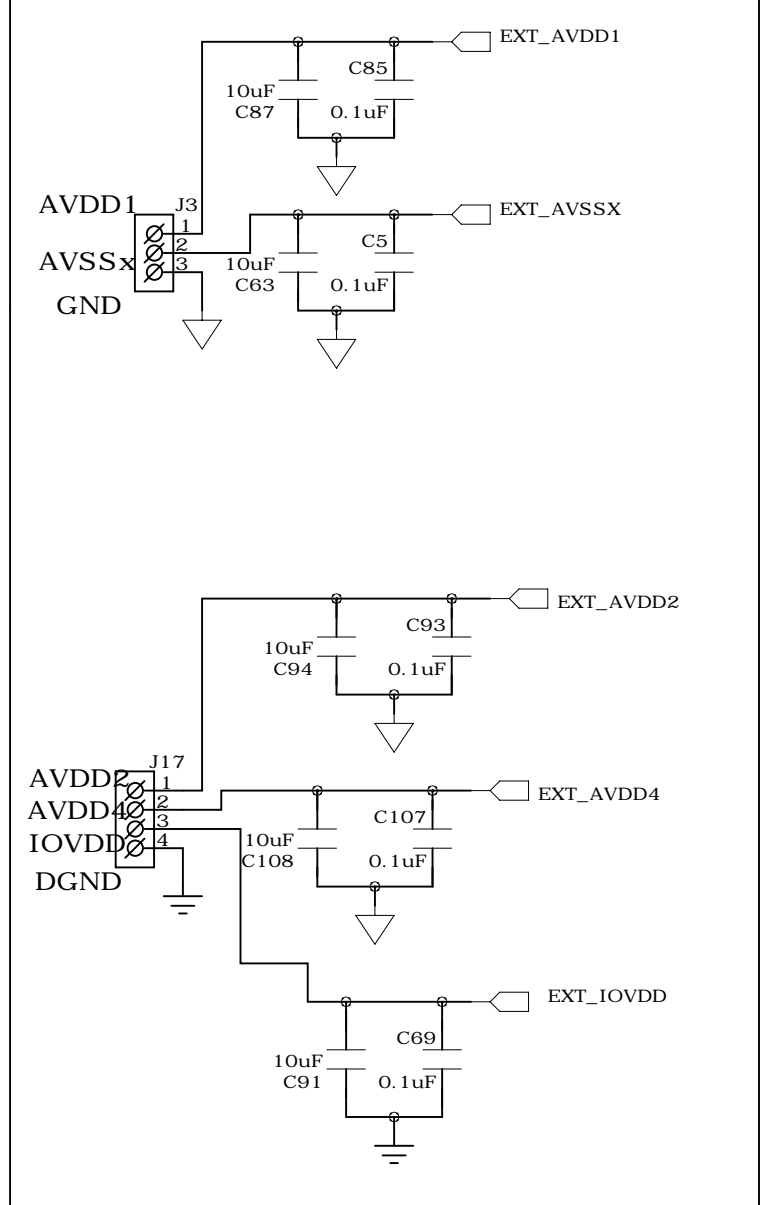 EXT_AVDD1
C85
10uF
C87
0.1uF
AVDD1
J3
1
EXT_AVSSX
2
C5
AVSSx
3
10uF
C63
0.1uF
GND
EXT_AVDD2
C93
10uF
C94
0.1uF
J17
AVDD2
1
EXT_AVDD4
AVDD4
2
C107
3
IOVDD
4
10uF
C108
0.1uF
DGND
EXT_IOVDD
C69
10uF
C91
0.1uF